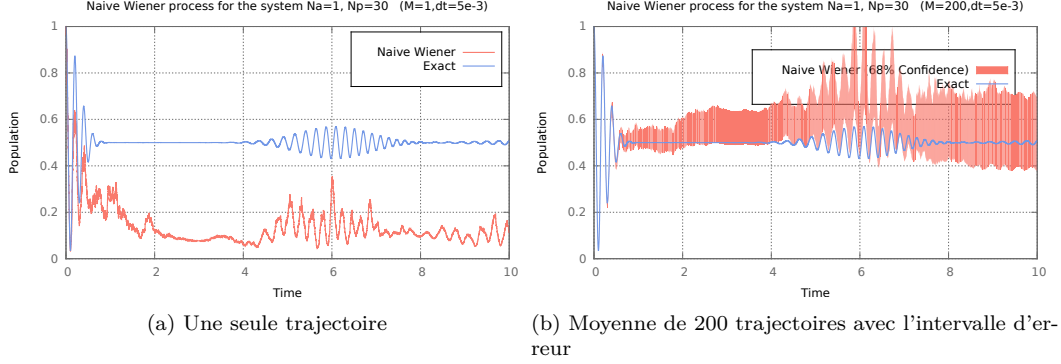 Naive Wiener process for the system Na=1, Np=30 (M=1,dt=5e-3)
Population
1
0.8
0.6
0.4
0.2
0
0 2 4 6 8 10
Time
Naive Wiener
Exact
(a) Une seule trajectoire
Naive Wiener process for the system Na=1, Np=30 (M=200,dt=5e-3)
Population
1
0.8
0.6
0.4
0.2
0
0 2 4 6 8 10
Time
Naive Wiener (68% Confidence)
Exact
(b) Moyenne de 200 trajectoires avec l'intervalle d'er-
reur